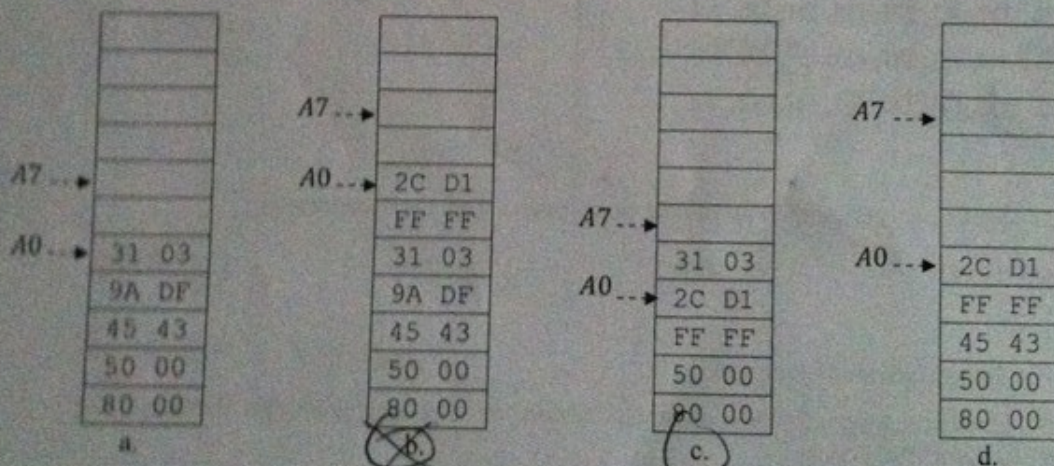 A7 A7
A7 A0 2C D1
FF FF A7
A0 31 03 31 03 31 03 A0 2C D1
9A DF 9A DF A0 2C D1 FF FF
45 43 45 43 FF FF 45 43
50 00 50 00 50 00 50 00
80 00 80 00 80 00 80 00
a. b. c. d.